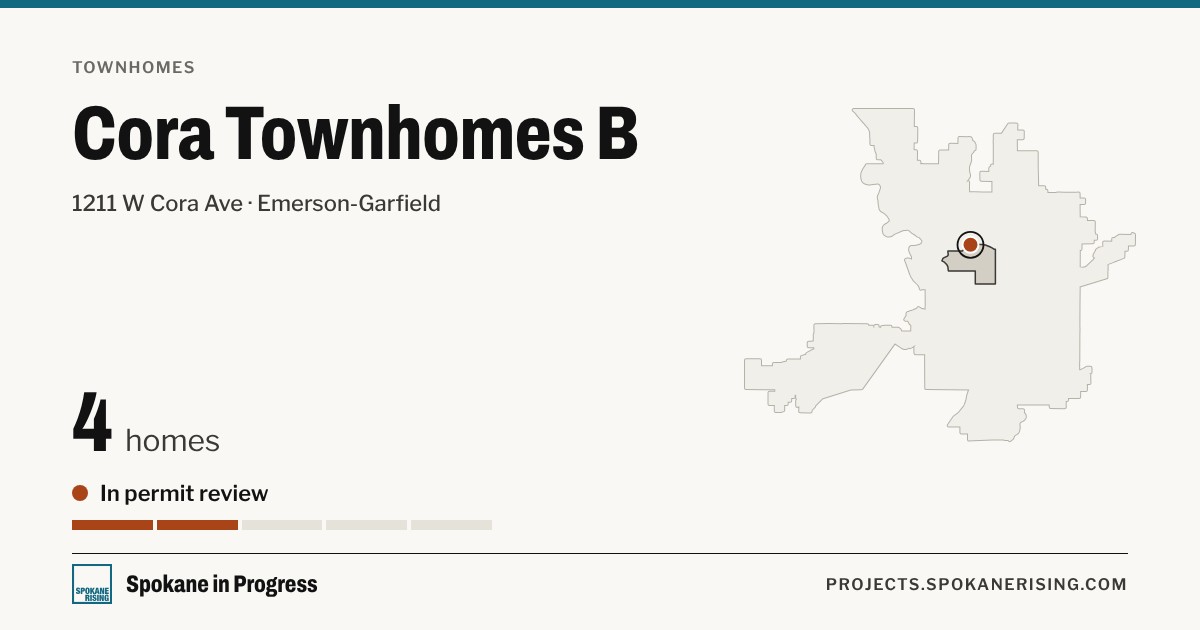 TOWNHOMES
Cora Townhomes B
1211 W Cora Ave · Emerson-Garfield
4 homes
In permit review
SPOKANE
RISING
Spokane in Progress
PROJECTS.SPOKANERISING.COM